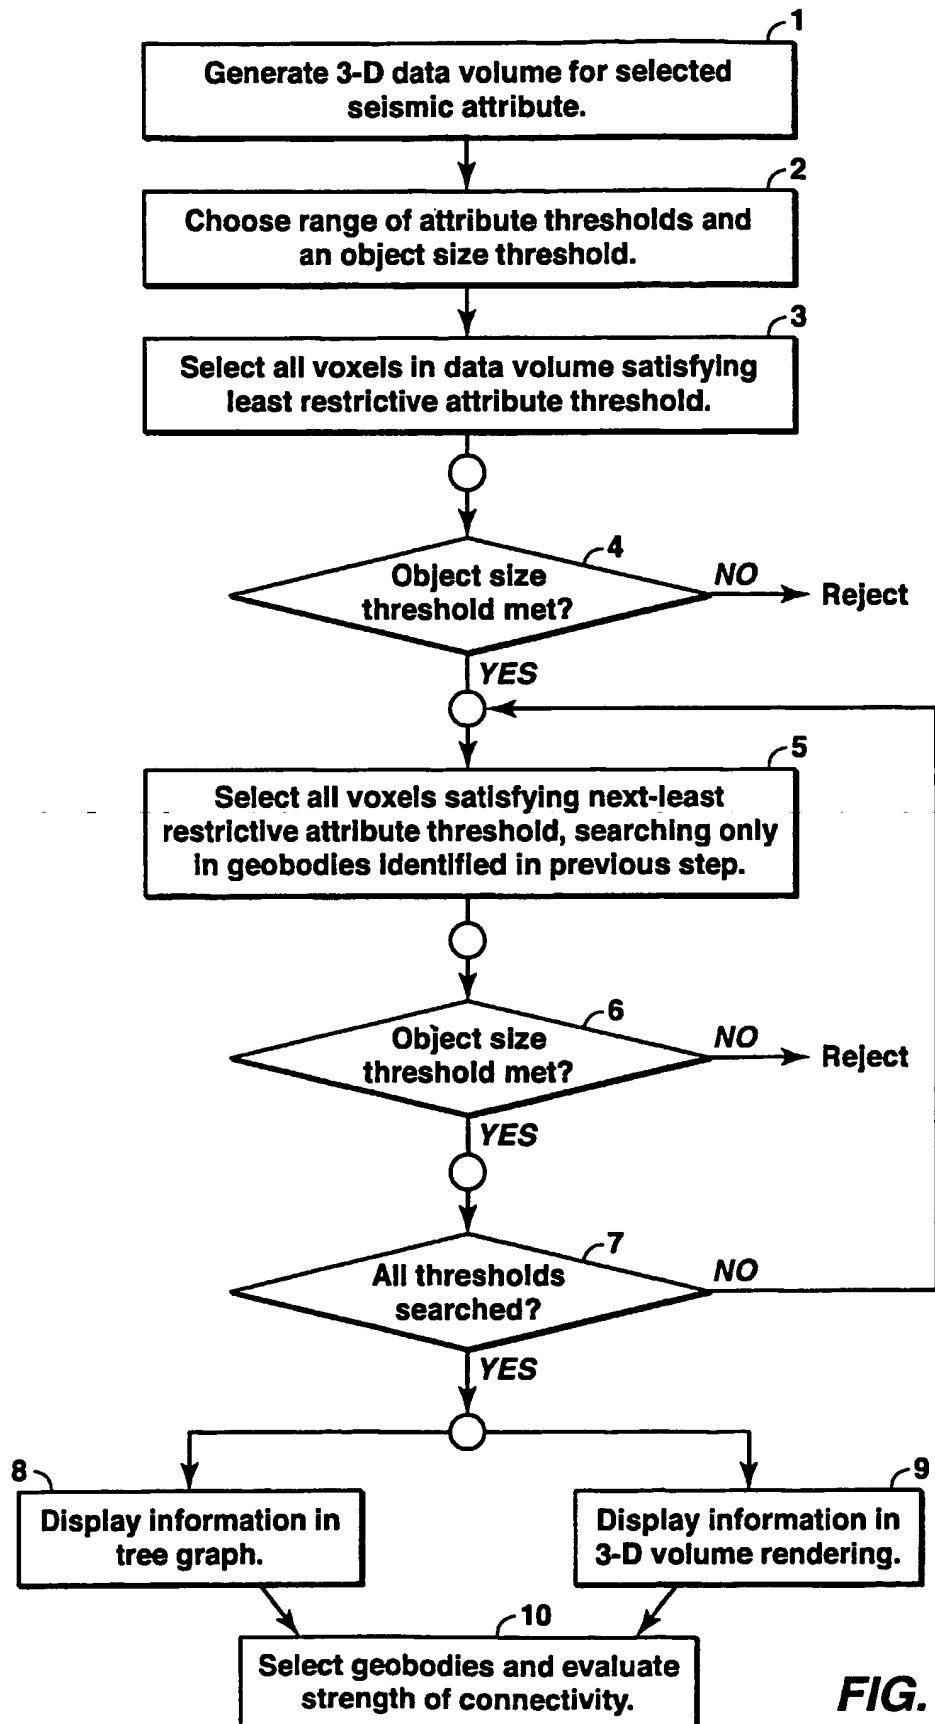 1
Generate 3-D data volume for selected
seismic attribute.
2
Choose range of attribute thresholds and
an object size threshold.
3
Select all voxels in data volume satisfying
least restrictive attribute threshold.
4
Object size
threshold met?
NO
Reject
YES
5
Select all voxels satisfying next-least
restrictive attribute threshold, searching only
in geobodies identified in previous step.
6
Object size
threshold met?
NO
Reject
YES
7
All thresholds
searched?
NO
YES
8
Display information in
tree graph.
9
Display information in
3-D volume rendering.
10
Select geobodies and evaluate
strength of connectivity.
FIG.